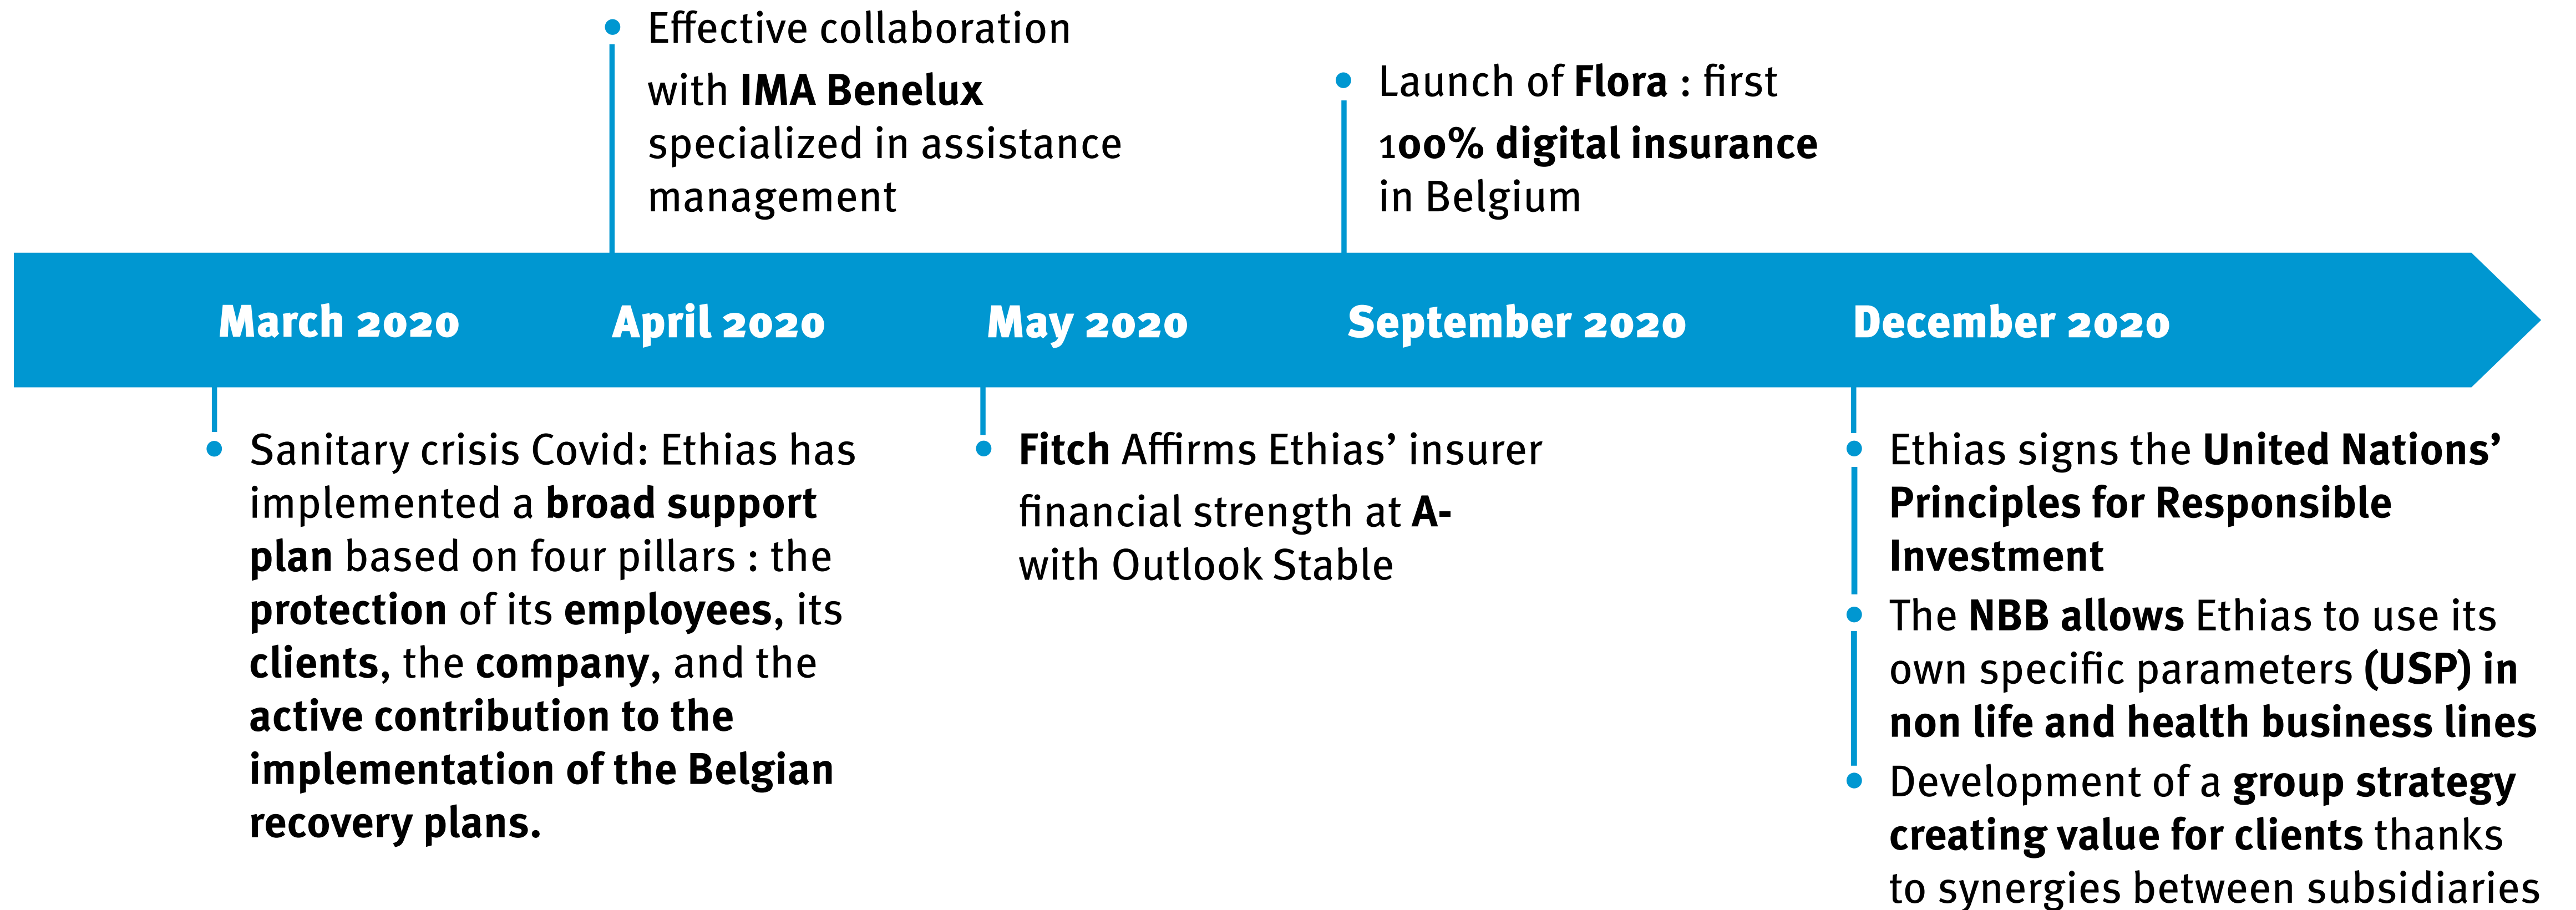 Effective collaboration
with IMA Benelux
specialized in assistance
management
Launch of Flora : first
100% digital insurance
in Belgium
March 2020
April 2020
May 2020
September 2020
December 2020
Sanitary crisis Covid: Ethias has
implemented a broad support
plan based on four pillars : the
protection of its employees, its
clients, the company, and the
active contribution to the
implementation of the Belgian
recovery plans.
Fitch Affirms Ethias’ insurer
financial strength at A-
with Outlook Stable
Ethias signs the United Nations’
Principles for Responsible
Investment
The NBB allows Ethias to use its
own specific parameters (USP) in
non life and health business lines
Development of a group strategy
creating value for clients thanks
to synergies between subsidiaries